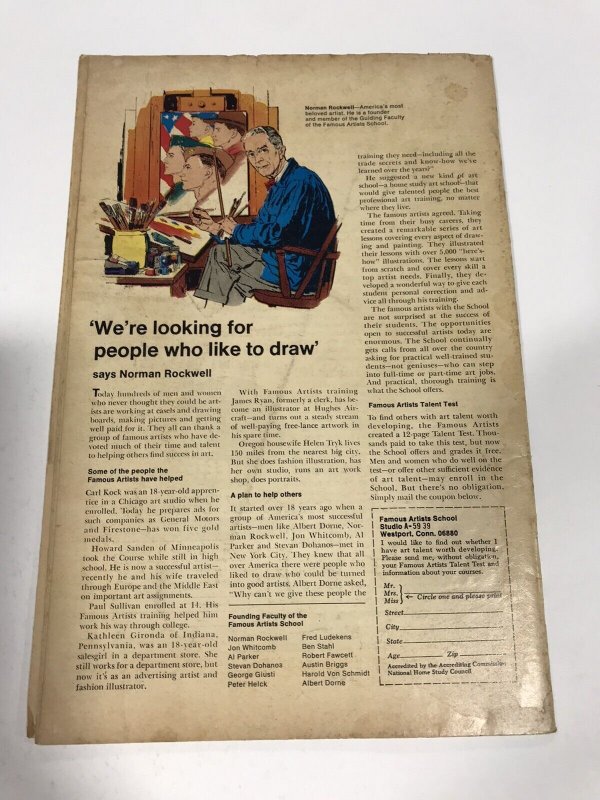 Norman Rockwell—America's most
beloved artist. He is a founder
and member of the Guiding Faculty
of the Famous Artists School.
'We're looking for
people who like to draw'
says Norman Rockwell
Today hundreds of men and women
who never thought they could be art-
ists are working at easels and drawing
boards, making pictures and getting
well paid for it. They all can thank a
group of famous artists who have de-
voted much of their time and talent
to helping others find success in art.
Some of the people the
Famous Artists have helped
Carl Kock was an 18-year-old appren-
tice in a Chicago art studio when he
enrolled. Today he prepares ads for
such companies as General Motors
and Firestone—has won five gold
medals.
Howard Sanden of Minneapolis
took the Course while still in high
school. He is now a successful artist—
recently he and his wife traveled
through Europe and the Middle East
on important art assignments.
Paul Sullivan enrolled at 14. His
Famous Artists training helped him
work his way through college.
Kathleen Gironda of Indiana,
Pennsylvania, was an 18-year-old
salesgirl in a department store. She
still works for a department store, but
now it's as an advertising artist and
fashion illustrator.
With Famous Artists training
James Ryan, formerly a clerk, has be-
come an illustrator at Hughes Air-
craft—and turns out a steady stream
of well-paying free-lance artwork in
his spare time.
Oregon housewife Helen Tryk lives
150 miles from the nearest big city.
But she does fashion illustration, has
her own studio, runs an art work
shop, does portraits.
A plan to help others
It started over 18 years ago when a
group of America's most successful
artists—men like Albert Dorne, Nor-
man Rockwell, Jon Whitcomb, Al
Parker and Stevan Dohanos—met in
New York City. They knew that all
over America there were people who
liked to draw who could be turned
into good artists. Albert Dorne asked,
"Why can't we give these people the
training they need—including all the
trade secrets and know-how we've
learned over the years?"
He suggested a new kind of art
school—a home study art school—that
would give talented people the best
professional art training, no matter
where they live.
The famous artists agreed. Taking
time from their busy careers, they
created a remarkable series of art
lessons covering every aspect of draw-
ing and painting. They illustrated
their lessons with over 5,000 "here's-
how" illustrations. The lessons start
from scratch and cover every skill a
top artist needs. Finally, they de-
veloped a wonderful way to give each
student personal correction and ad-
vice all through his training.
The famous artists with the School
are not surprised at the success of
their students. The opportunities
open to successful artists today are
enormous. The School continually
gets calls from all over the country
asking for practical well-trained stu-
dents—not geniuses—who can step
into full-time or part-time art jobs.
And practical, thorough training is
what the School offers.
Famous Artists Talent Test
To find others with art talent worth
developing, the Famous Artists
created a 12-page Talent Test. Thou-
sands paid to take this test, but now
the School offers and grades it free.
Men and women who do well on the
test—or offer other sufficient evidence
of art talent—may enroll in the
School. But there's no obligation.
Simply mail the coupon below.
Founding Faculty of the
Famous Artists School
Norman Rockwell
Jon Whitcomb
Al Parker
Stevan Dohanos
George Giusti
Peter Helck
Fred Ludekens
Ben Stahl
Robert Fawcett
Austin Briggs
Harold Von Schmidt
Albert Dorne
Famous Artists School
Studio A-59 39
Westport, Conn. 06880
I would like to find out whether I
have art talent worth developing.
Please send me, without obligation,
your Famous Artists Talent Test and
information about your courses.
Mr.
Mrs.
Miss
← Circle one and please print
Street
City
State
Age Zip
Accredited by the Accrediting Commission
National Home Study Council